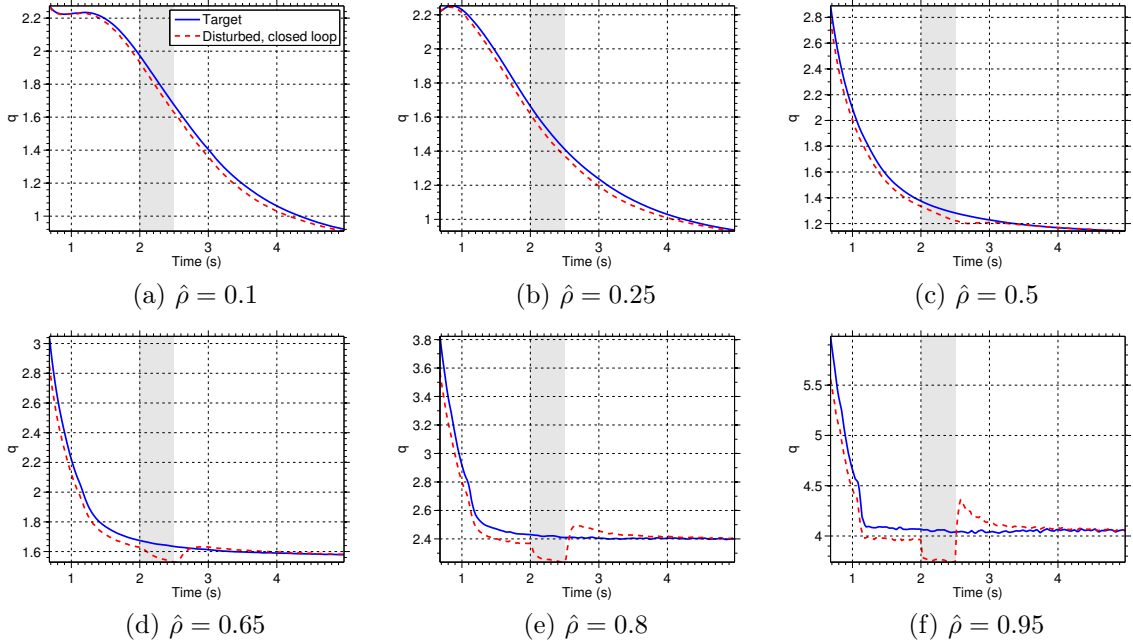 2.2
2
1.8
1.6
1.4
1.2
1
q
Target
Disturbed, closed loop
1 2 3 4
Time (s)
(a) ρ̂ = 0.1
2.2
2
1.8
1.6
1.4
1.2
1
q
1 2 3 4
Time (s)
(b) ρ̂ = 0.25
2.8
2.6
2.4
2.2
2
1.8
1.6
1.4
1.2
q
1 2 3 4
Time (s)
(c) ρ̂ = 0.5
3
2.8
2.6
2.4
2.2
2
1.8
1.6
q
1 2 3 4
Time (s)
(d) ρ̂ = 0.65
3.8
3.6
3.4
3.2
3
2.8
2.6
2.4
q
1 2 3 4
Time (s)
(e) ρ̂ = 0.8
5.5
5
4.5
4
q
1 2 3 4
Time (s)
(f) ρ̂ = 0.95